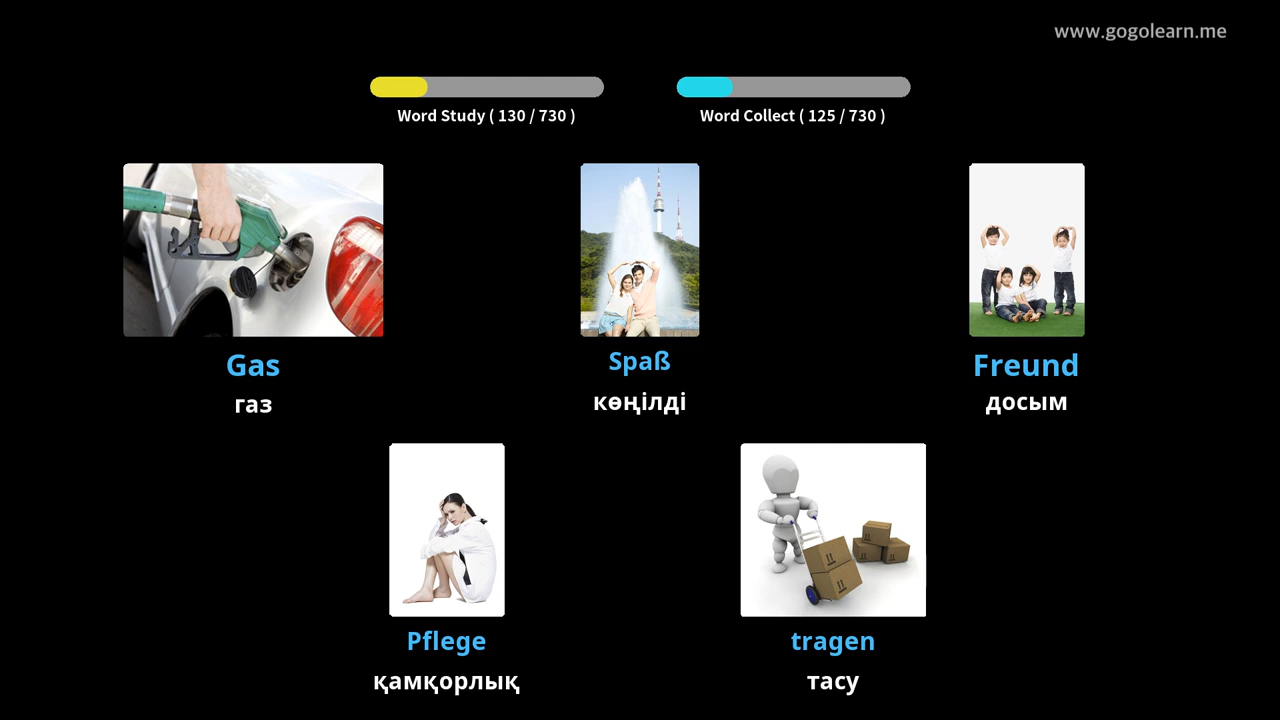 www.gogolearn.me
Word Study ( 130 / 730 )
Word Collect ( 125 / 730 )
Gas
газ
Spaß
көңілді
Freund
досым
Pflege
қамқорлық
tragen
тасу